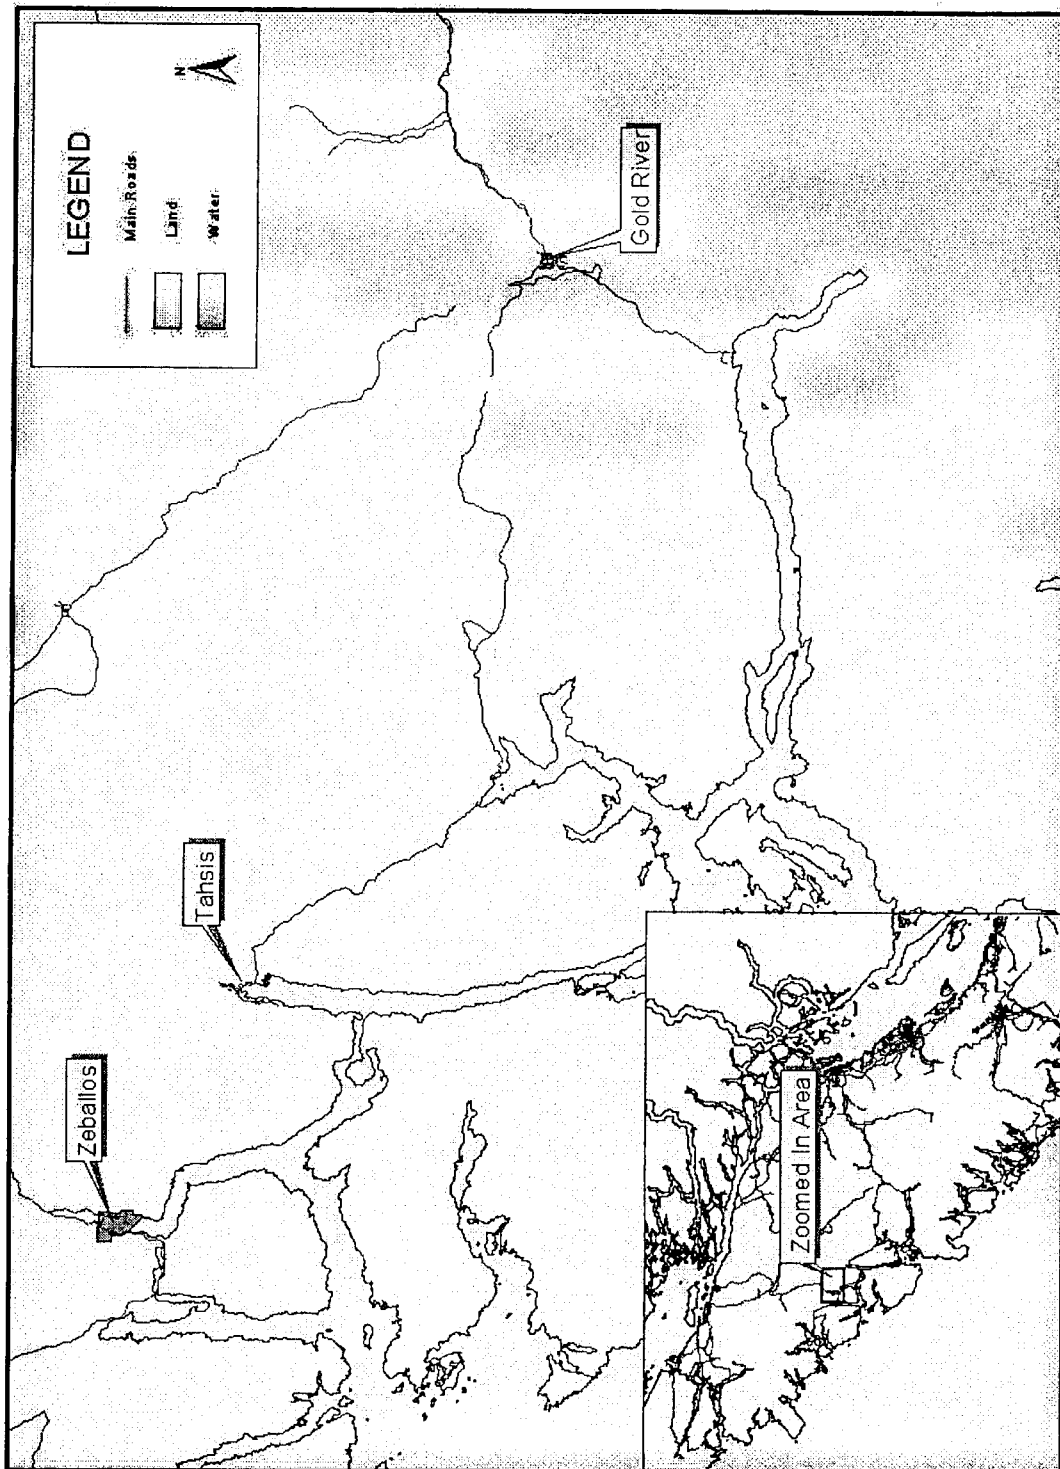 LEGEND
Main Roads
Land
Water
N
Gold River
Tahsis
Zeballos
Zoomed In Area